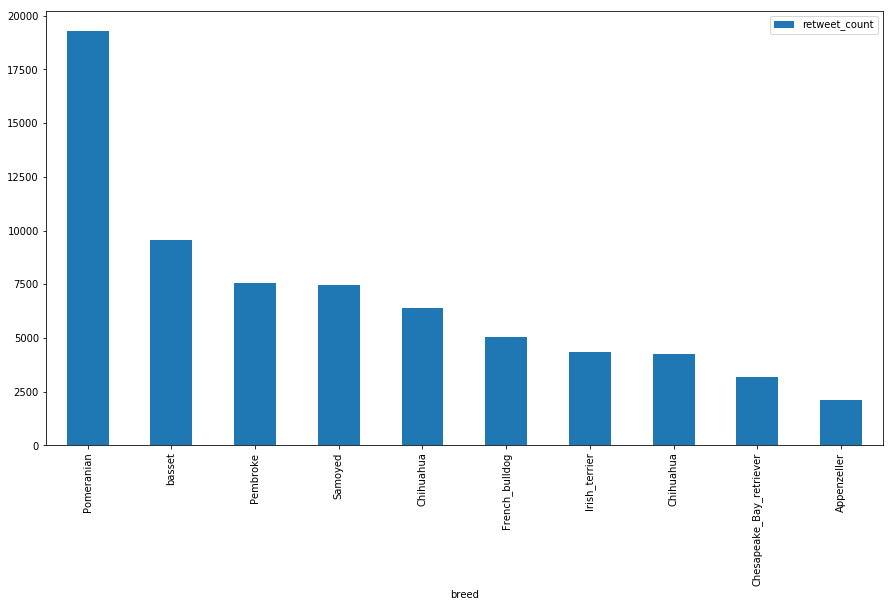 retweet_count
20000
17500
15000
12500
10000
7500
5000
2500
0
Pomeranian
basset
Pembroke
Samoyed
Chihuahua
French_bulldog
Irish_terrier
Chihuahua
Chesapeake_Bay_retriever
Appenzeller
breed